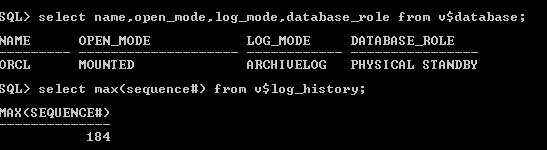 SQL> select name,open_mode,log_mode,database_role from v$database;
NAME OPEN_MODE LOG_MODE DATABASE_ROLE
--------- -------------------- ------------ ----------------
ORCL MOUNTED ARCHIVELOG PHYSICAL STANDBY
SQL> select max(sequence#) from v$log_history;
MAX(SEQUENCE#)
--------------
184